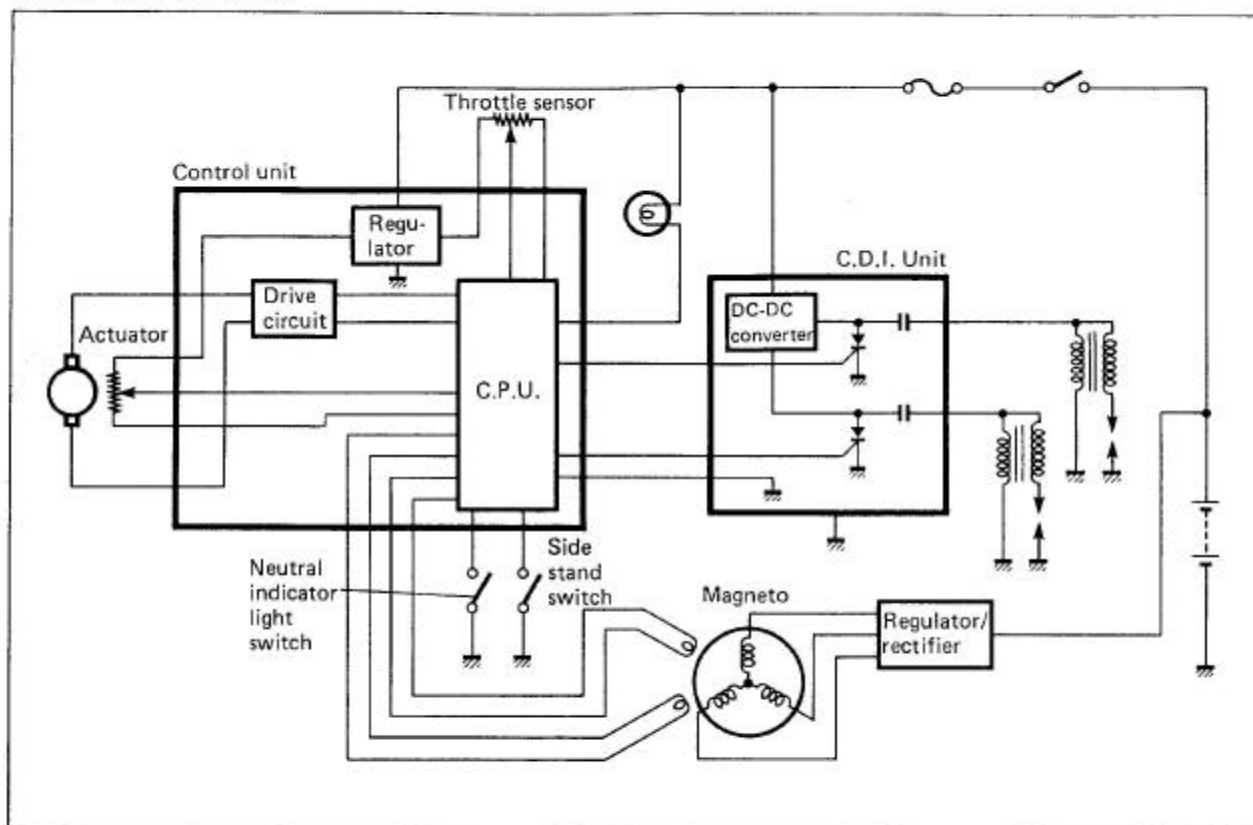 Throttle sensor
Control unit
Regu-
lator
C.D.I. Unit
Drive
circuit
DC-DC
converter
Actuator
C.P.U.
Neutral
indicator
light
switch
Side
stand
switch
Magneto
Regulator/
rectifier